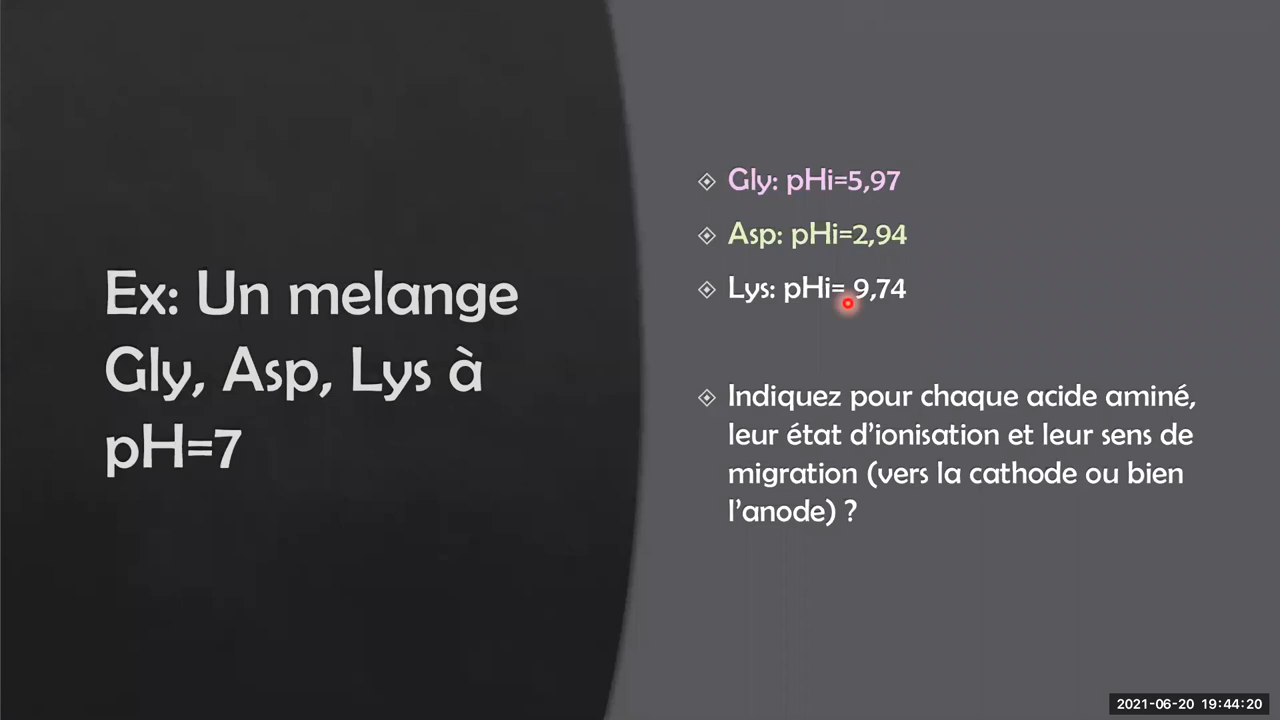 Ex: Un melange
Gly, Asp, Lys à
pH=7
Gly: pHi=5,97
Asp: pHi=2,94
Lys: pHi= 9,74
Indiquez pour chaque acide aminé,
leur état d’ionisation et leur sens de
migration (vers la cathode ou bien
l’anode) ?
2021-06-20 19:44:20